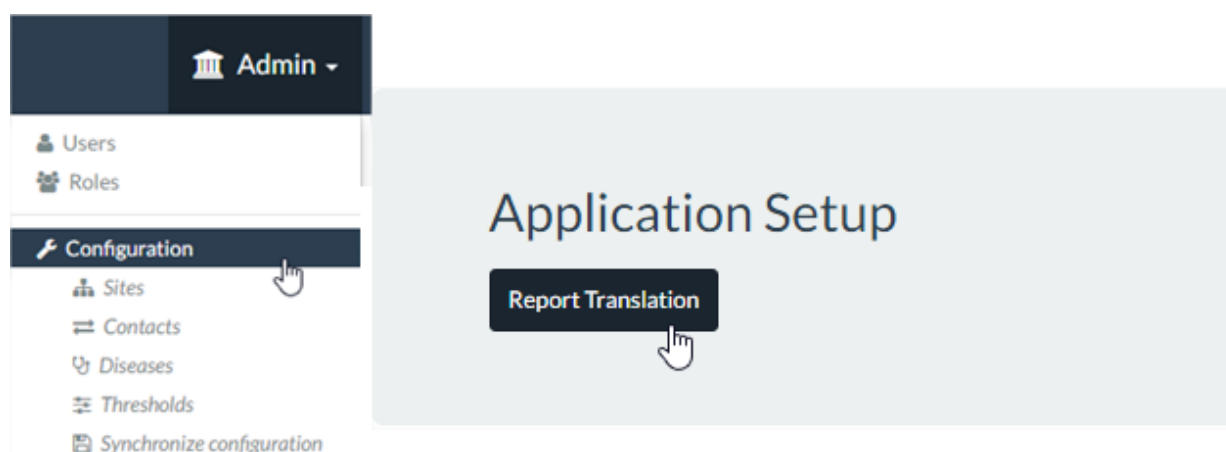 Admin
Users
Roles
Configuration
Sites
Contacts
Diseases
Thresholds
Synchronize configuration
Application Setup
Report Translation